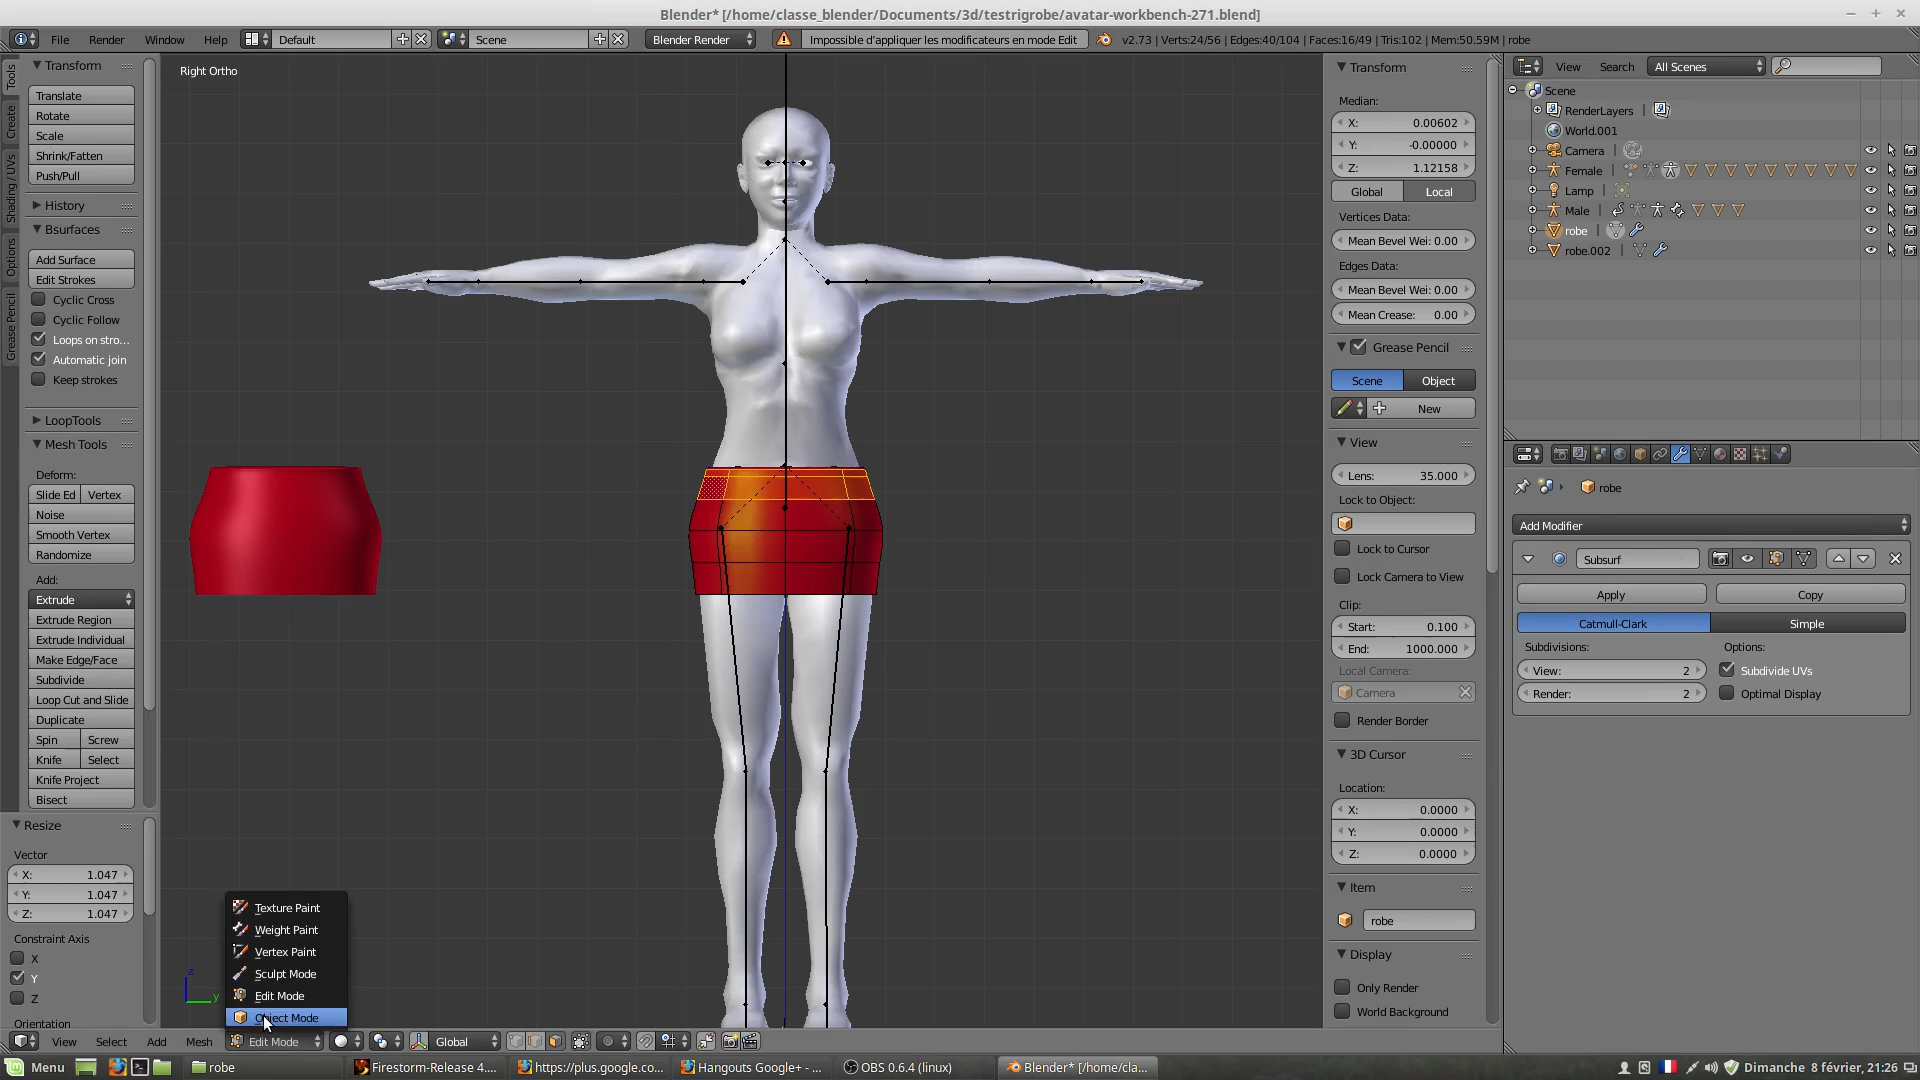 Blender* [/home/classe_blender/Documents/3d/testrigrobe/avatar-workbench-271.blend]
File Render Window Help Default Scene Blender Render Impossible d'appliquer les modificateurs en mode Edit v2.73 | Verts:24/56 | Edges:40/104 | Faces:16/49 | Tris:102 | Mem:50.59M | robe
Tools
Create
Shading / UVs
Options
Grease Pencil
Transform
Translate
Rotate
Scale
Shrink/Fatten
Push/Pull
History
Bsurfaces
Add Surface
Edit Strokes
Cyclic Cross
Cyclic Follow
Loops on stro...
Automatic join
Keep strokes
LoopTools
Mesh Tools
Deform:
Slide Ed Vertex
Noise
Smooth Vertex
Randomize
Add:
Extrude
Extrude Region
Extrude Individual
Make Edge/Face
Subdivide
Loop Cut and Slide
Duplicate
Spin Screw
Knife Select
Knife Project
Bisect
Resize
Vector
X: 1.047
Y: 1.047
Z: 1.047
Constraint Axis
X
Y
Z
Orientation
Right Ortho
z
y
Texture Paint
Weight Paint
Vertex Paint
Sculpt Mode
Edit Mode
Object Mode
View Select Add Mesh Edit Mode Global
Transform
Median:
X: 0.00602
Y: -0.00000
Z: 1.12158
Global Local
Vertices Data:
Mean Bevel Wei: 0.00
Edges Data:
Mean Bevel Wei: 0.00
Mean Crease: 0.00
Grease Pencil
Scene Object
New
View
Lens: 35.000
Lock to Object:
Lock to Cursor
Lock Camera to View
Clip:
Start: 0.100
End: 1000.000
Local Camera:
Camera
Render Border
3D Cursor
Location:
X: 0.0000
Y: 0.0000
Z: 0.0000
Item
robe
Display
Only Render
World Background
View Search All Scenes
Scene
RenderLayers
World.001
Camera
Female
Lamp
Male
robe
robe.002
robe
Add Modifier
Subsurf
Apply Copy
Catmull-Clark Simple
Subdivisions: Options:
View: 2 Subdivide UVs
Render: 2 Optimal Display
Menu robe Firestorm-Release 4.... https://plus.google.co... Hangouts Google+ - ... OBS 0.6.4 (linux) Blender* [/home/cla... Dimanche 8 février, 21:26